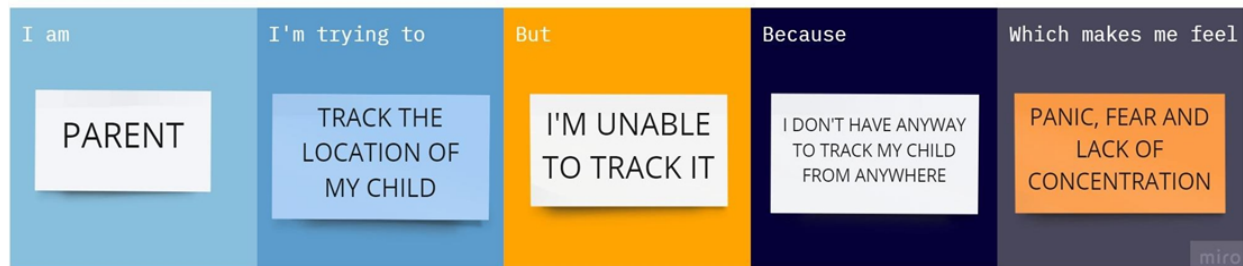 I am
PARENT
I'm trying to
TRACK THE
LOCATION OF
MY CHILD
But
I'M UNABLE
TO TRACK IT
Because
I DON'T HAVE ANYWAY
TO TRACK MY CHILD
FROM ANYWHERE
Which makes me feel
PANIC, FEAR AND
LACK OF
CONCENTRATION
miro